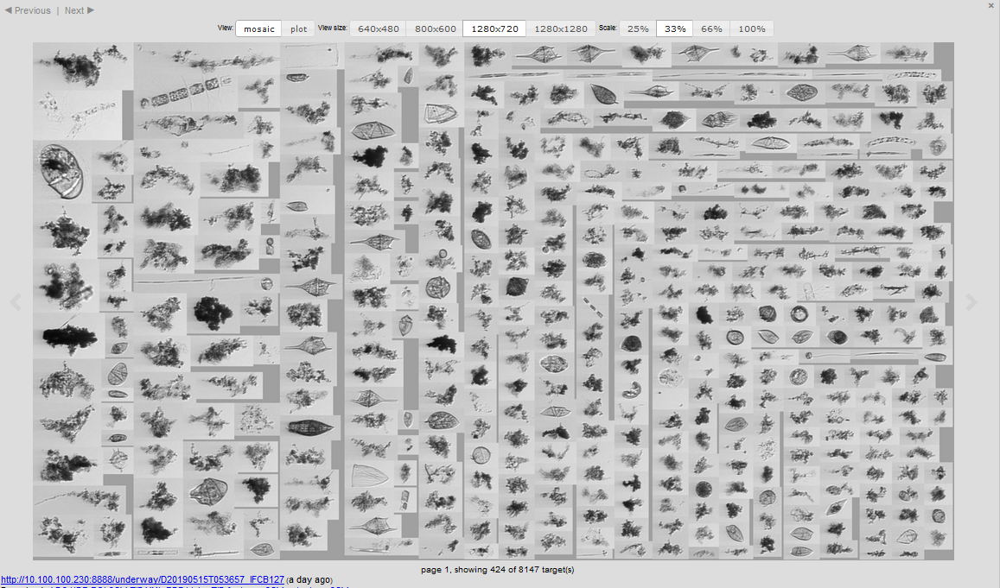 ◀ Previous | Next ▶
View: mosaic plot View size: 640x480 800x600 1280x720 1280x1280 Scale: 25% 33% 66% 100%
page 1, showing 424 of 8147 target(s)
http://10.100.100.230:8888/underway/D20190515T053657_IFCB127 (a day ago)